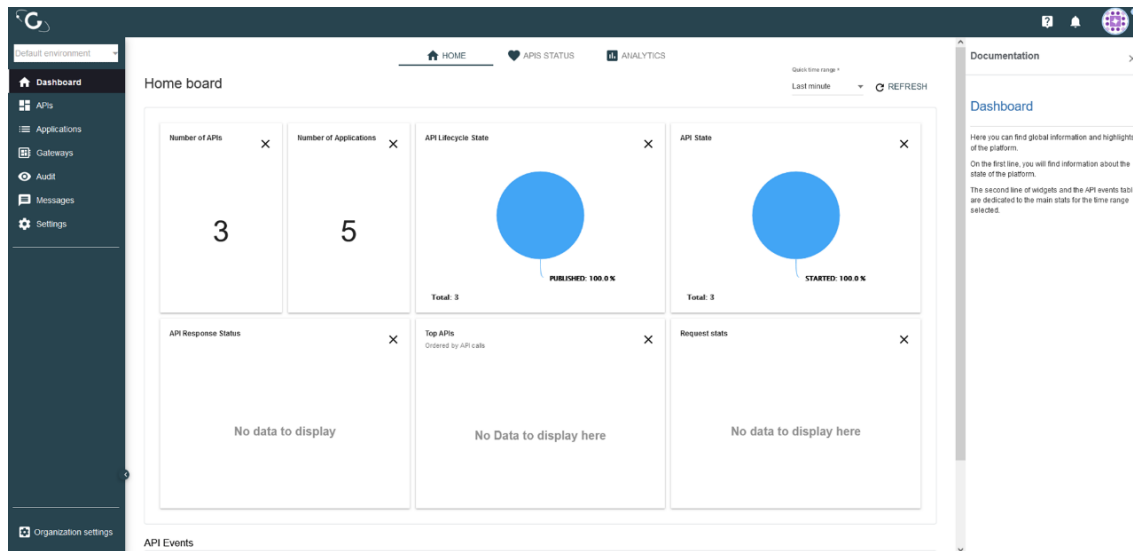 Default environment
Dashboard
APIs
Applications
Gateways
Audit
Messages
Settings
Organization settings
HOME
APIS STATUS
ANALYTICS
Home board
Quick time range *
Last minute
REFRESH
Number of APIs
3
Number of Applications
5
API Lifecycle State
PUBLISHED: 100.0 %
Total: 3
API State
STARTED: 100.0 %
Total: 3
API Response Status
No data to display
Top APIs
Ordered by API calls
No Data to display here
Request stats
No data to display here
API Events
Documentation
Dashboard
Here you can find global information and highlights
of the platform.
On the first line, you will find information about the
state of the platform.
The second line of widgets and the API events
are dedicated to the main stats for the time range
selected.